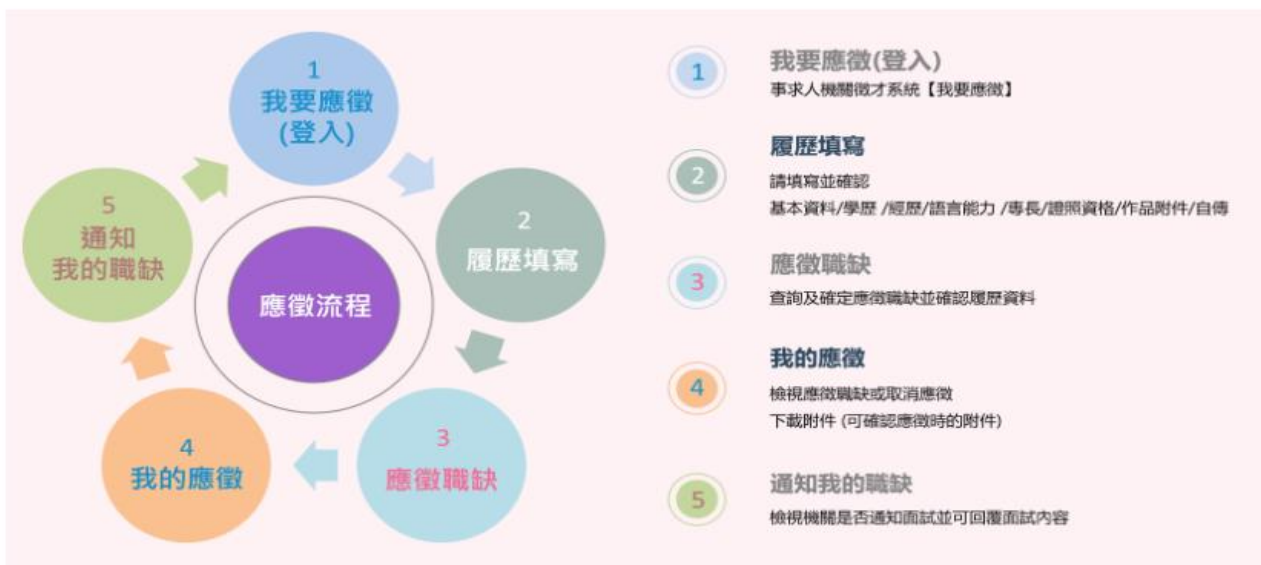 1
我要應徵
(登入)
2
履歷填寫
3
應徵職缺
4
我的應徵
5
通知
我的職缺
應徵流程
1
我要應徵(登入)
事求人機關徵才系統【我要應徵】
2
履歷填寫
請填寫並確認
基本資料/學歷 /經歷/語言能力 /專長/證照資格/作品附件/自傳
3
應徵職缺
查詢及確定應徵職缺並確認履歷資料
4
我的應徵
檢視應徵職缺或取消應徵
下載附件 (可確認應徵時的附件)
5
通知我的職缺
檢視機關是否通知面試並可回覆面試內容